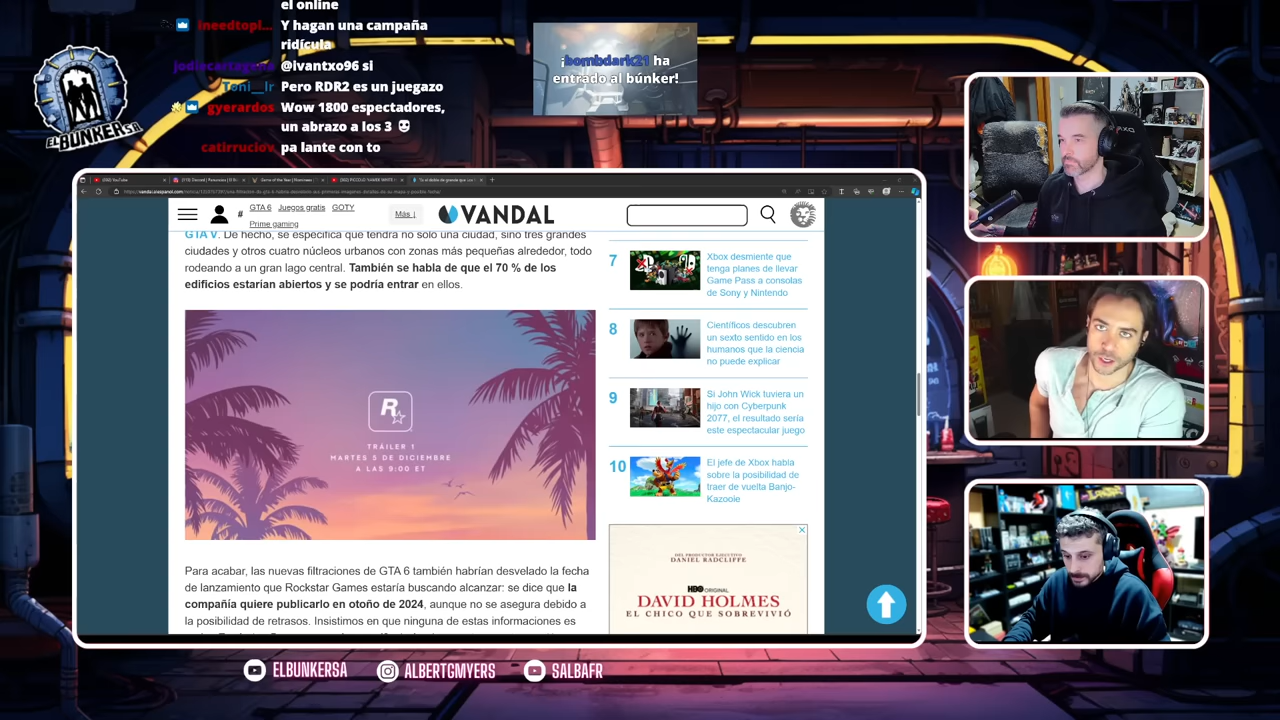 el online
ineedtopl... Y hagan una campaña
ridícula
jodiecartagena @ivantxo96 si
Toni__lr Pero RDR2 es un juegazo
gyerardos Wow 1800 espectadores,
un abrazo a los 3
catirruciov pa lante con to
¡bombdark21 ha
entrado al búnker!
ELBUNKERSA
# GTA 6 Juegos gratis GOTY
Prime gaming
Más ↓
VANDAL
GTA V. De hecho, se especifica que tendrá no solo una ciudad, sino tres grandes
ciudades y otros cuatro núcleos urbanos con zonas más pequeñas alrededor, todo
rodeando a un gran lago central. También se habla de que el 70 % de los
edificios estarían abiertos y se podría entrar en ellos.
R
TRÁILER 1
MARTES 5 DE DICIEMBRE
A LAS 9:00 ET
Para acabar, las nuevas filtraciones de GTA 6 también habrían desvelado la fecha
de lanzamiento que Rockstar Games estaría buscando alcanzar: se dice que la
compañía quiere publicarlo en otoño de 2024, aunque no se asegura debido a
la posibilidad de retrasos. Insistimos en que ninguna de estas informaciones es
7
Xbox desmiente que
tenga planes de llevar
Game Pass a consolas
de Sony y Nintendo
8
Científicos descubren
un sexto sentido en los
humanos que la ciencia
no puede explicar
9
Si John Wick tuviera un
hijo con Cyberpunk
2077, el resultado sería
este espectacular juego
10
El jefe de Xbox habla
sobre la posibilidad de
traer de vuelta Banjo-
Kazooie
DEL PRODUCTOR EJECUTIVO
DANIEL RADCLIFFE
HBO ORIGINAL
DAVID HOLMES
EL CHICO QUE SOBREVIVIÓ
ELBUNKERSA
ALBERTGMYERS
SALBAFR